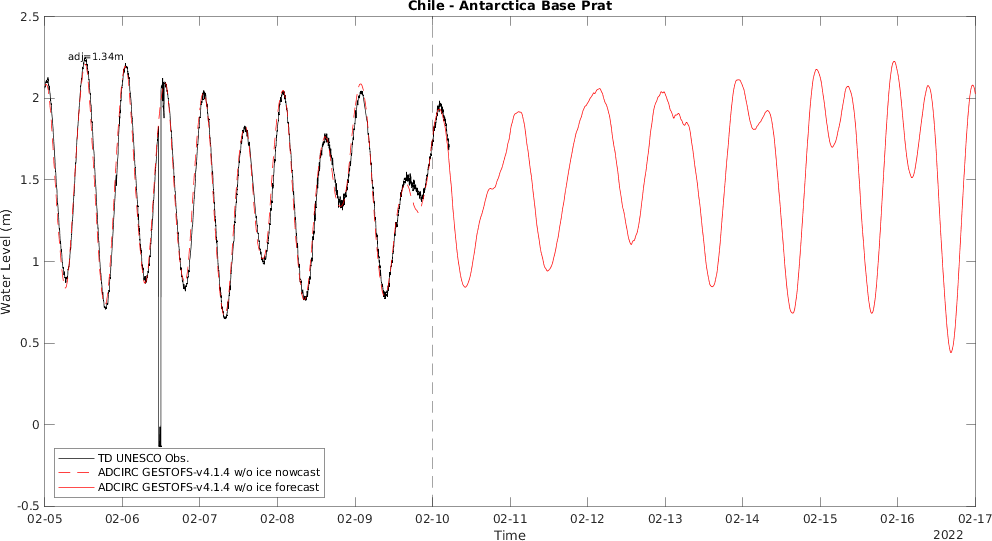 Chile - Antarctica Base Prat
adj=1.34m
2.5
2
1.5
1
0.5
0
-0.5
Water Level (m)
TD UNESCO Obs.
ADCIRC GESTOFS-v4.1.4 w/o ice nowcast
ADCIRC GESTOFS-v4.1.4 w/o ice forecast
02-05 02-06 02-07 02-08 02-09 02-10 02-11 02-12 02-13 02-14 02-15 02-16 02-17
Time
2022